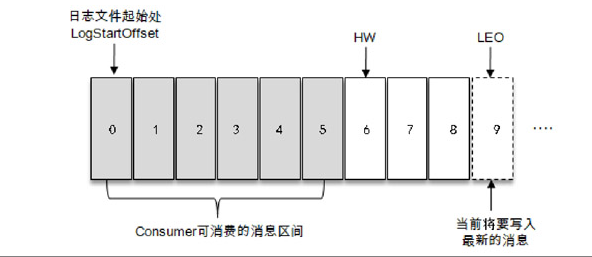 日志文件起始处
LogStartOffset
HW
LEO
0 1 2 3 4 5 6 7 8 9 ····
Consumer可消费的消息区间
当前将要写入
最新的消息